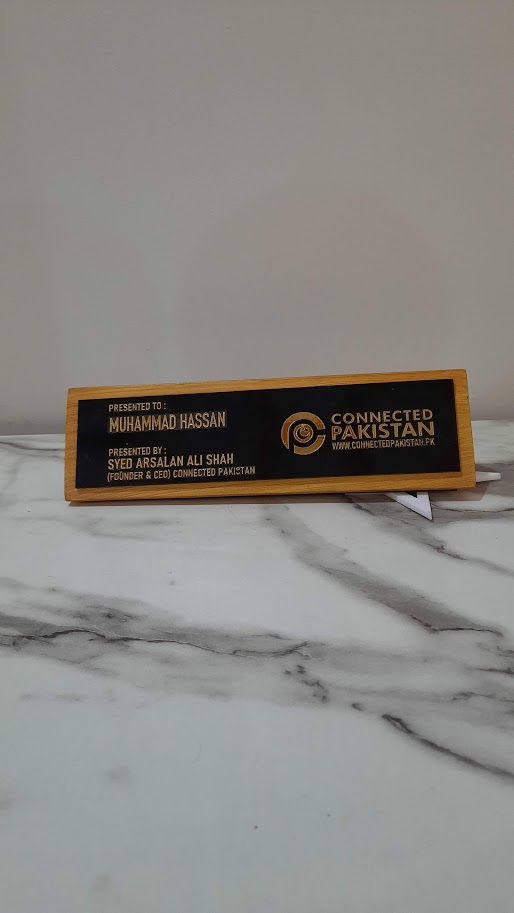 PRESENTED TO :
MUHAMMAD HASSAN
PRESENTED BY :
SYED ARSALAN ALI SHAH
(FOUNDER & CEO) CONNECTED PAKISTAN
CONNECTED
PAKISTAN
WWW.CONNECTEDPAKISTAN.PK